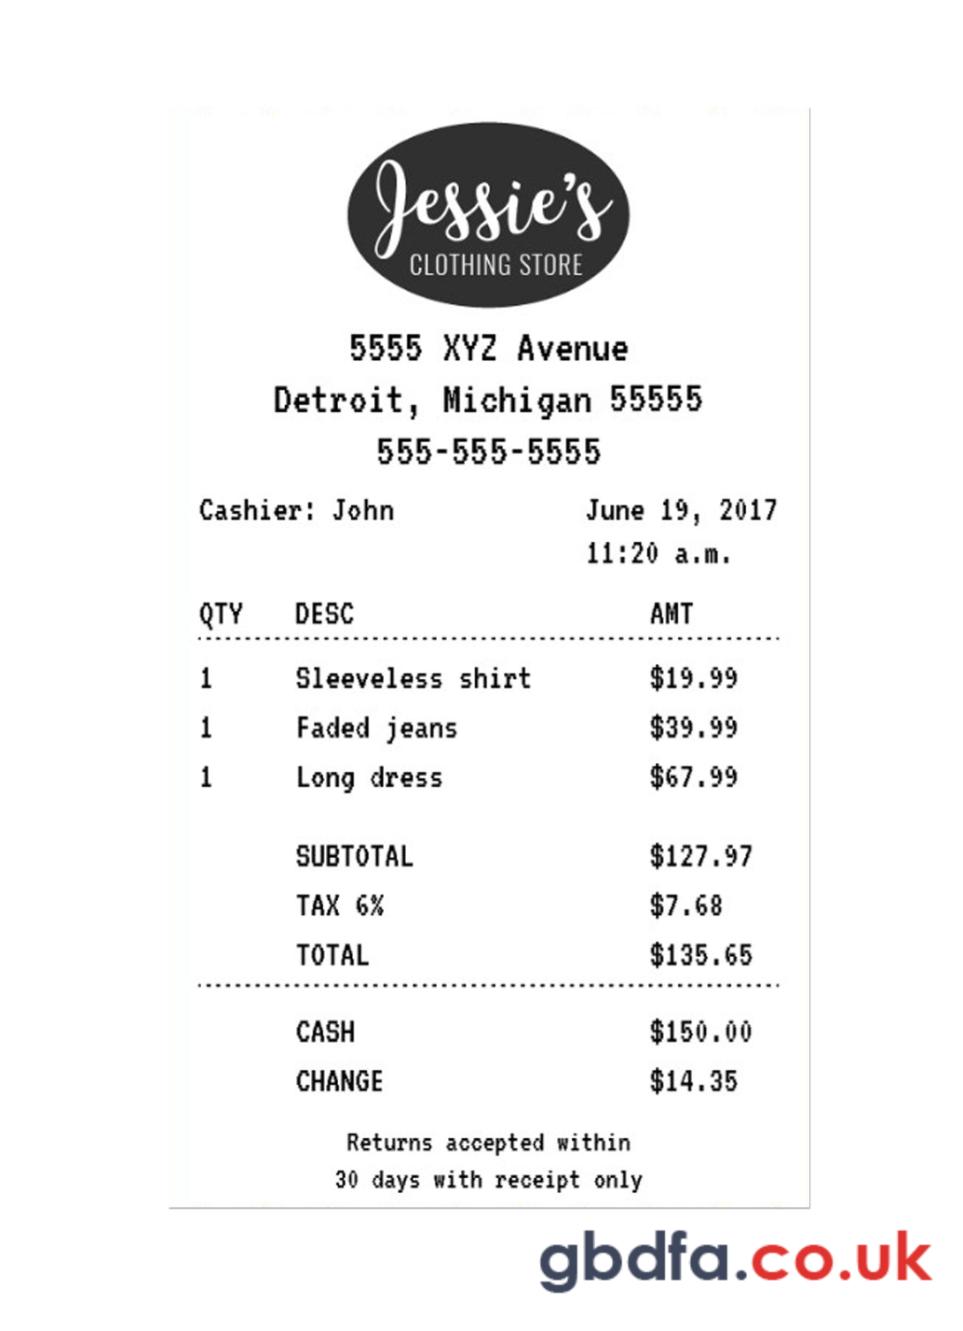 Jessie's
CLOTHING STORE
5555 XYZ Avenue
Detroit, Michigan 55555
555-555-5555
Cashier: John June 19, 2017
11:20 a.m.
QTY DESC AMT
1 Sleeveless shirt $19.99
1 Faded jeans $39.99
1 Long dress $67.99
SUBTOTAL $127.97
TAX 6% $7.68
TOTAL $135.65
CASH $150.00
CHANGE $14.35
Returns accepted within
30 days with receipt only
gbdfa.co.uk